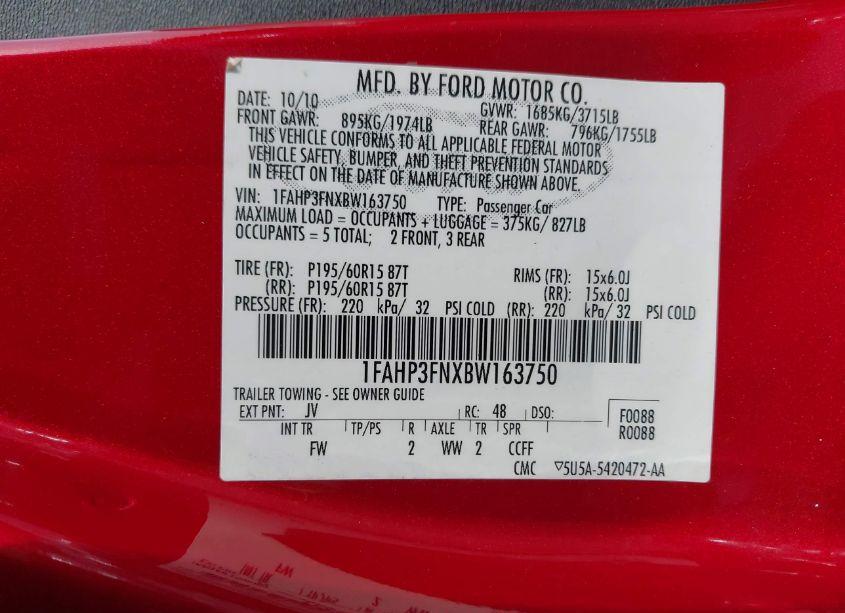 MFD. BY FORD MOTOR CO.
DATE: 10/10 GVWR: 1685KG/3715LB
FRONT GAWR: 895KG/1974LB REAR GAWR: 796KG/1755LB
THIS VEHICLE CONFORMS TO ALL APPLICABLE FEDERAL MOTOR
VEHICLE SAFETY, BUMPER, AND THEFT PREVENTION STANDARDS
IN EFFECT ON THE DATE OF MANUFACTURE SHOWN ABOVE.
VIN: 1FAHP3FNXBW163750 TYPE: Passenger Car
MAXIMUM LOAD = OCCUPANTS + LUGGAGE = 375KG/ 827LB
OCCUPANTS = 5 TOTAL; 2 FRONT, 3 REAR
TIRE (FR): P195/60R15 87T RIMS (FR): 15x6.0J
(RR): P195/60R15 87T (RR): 15x6.0J
PRESSURE (FR): 220 kPa/ 32 PSI COLD (RR): 220 kPa/ 32 PSI COLD
1FAHP3FNXBW163750
TRAILER TOWING - SEE OWNER GUIDE
EXT PNT: JV RC: 48 DSO: F0088
INT TR TP/PS R AXLE TR SPR R0088
FW 2 WW 2 CCFF
CMC ▽5U5A-5420472-AA